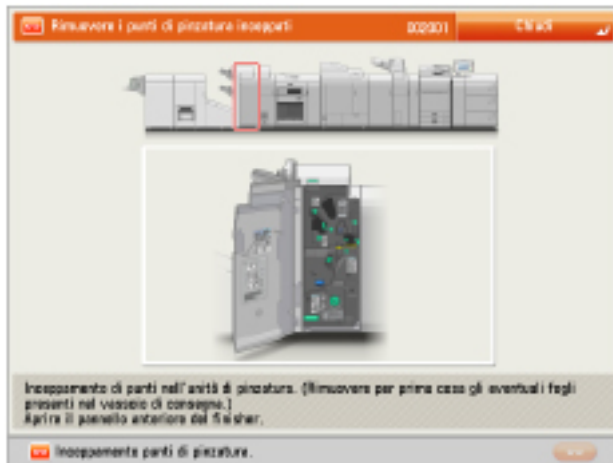 Rimuovere i punti di pinzatura inceppati 002001 Chiudi
Inceppamento di punti nell'unità di pinzatura. (Rimuovere per prima cosa gli eventuali fogli
presenti nel vassoio di consegna.)
Aprire il pannello anteriore del finisher.
Inceppamento punti di pinzatura.